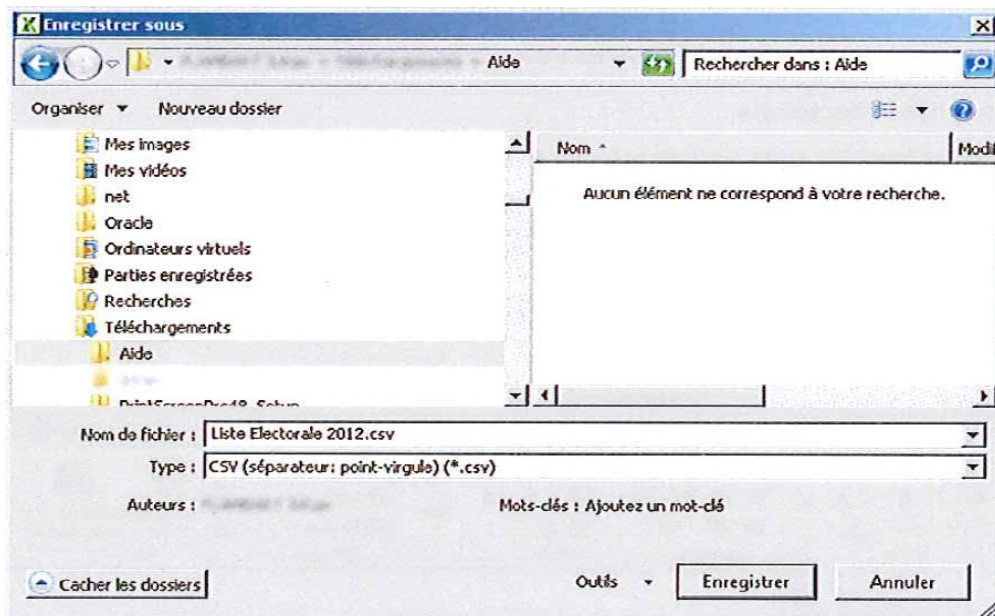 Enregistrer sous
Aide
Rechercher dans : Aide
Organiser
Nouveau dossier
Mes images
Mes vidéos
net
Oracle
Ordinateurs virtuels
Parties enregistrées
Recherches
Téléchargements
Aide
PrintScreenPro48_Setup
Nom
Modif
Aucun élément ne correspond à votre recherche.
Nom de fichier : Liste Electorale 2012.csv
Type : CSV (séparateur: point-virgule) (*.csv)
Auteurs :
Mots-clés : Ajoutez un mot-clé
Cacher les dossiers
Outils
Enregistrer
Annuler